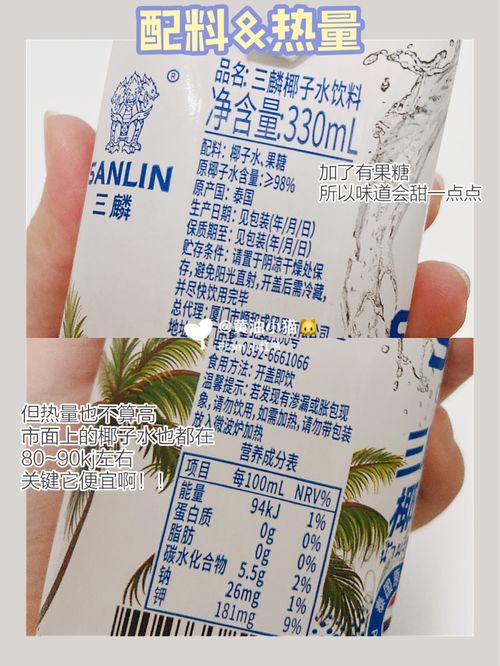 配料&热量
®
SANLIN
三麟
品名：三麟椰子水饮料
净含量：330mL
配料：椰子水、果糖
原椰子水含量：≥98%
原产国：泰国
生产日期：见包装(年/月/日)
保质期至：见包装(年/月/日)
贮存条件：请置于阴凉干燥处保
存，避免阳光直射，开盖后需冷藏，
并尽快饮用完毕
加了有果糖
所以味道会甜一点点
@黄油小猫🐱
0592-6661066
食用方法：开盖即饮
温馨提示：若发现有渗漏或胀包现
象，请勿饮用，如需加热，请勿带包装
放入微波炉加热
营养成分表
项目 每100mL NRV%
能量 94kJ 1%
蛋白质 0g 0%
脂肪 0g 0%
碳水化合物 5.5g 2%
钠 26mg 1%
钾 181mg 9%
但热量也不算高
市面上的椰子水也都在
80~90kj左右
关键它便宜啊！！
三
椰